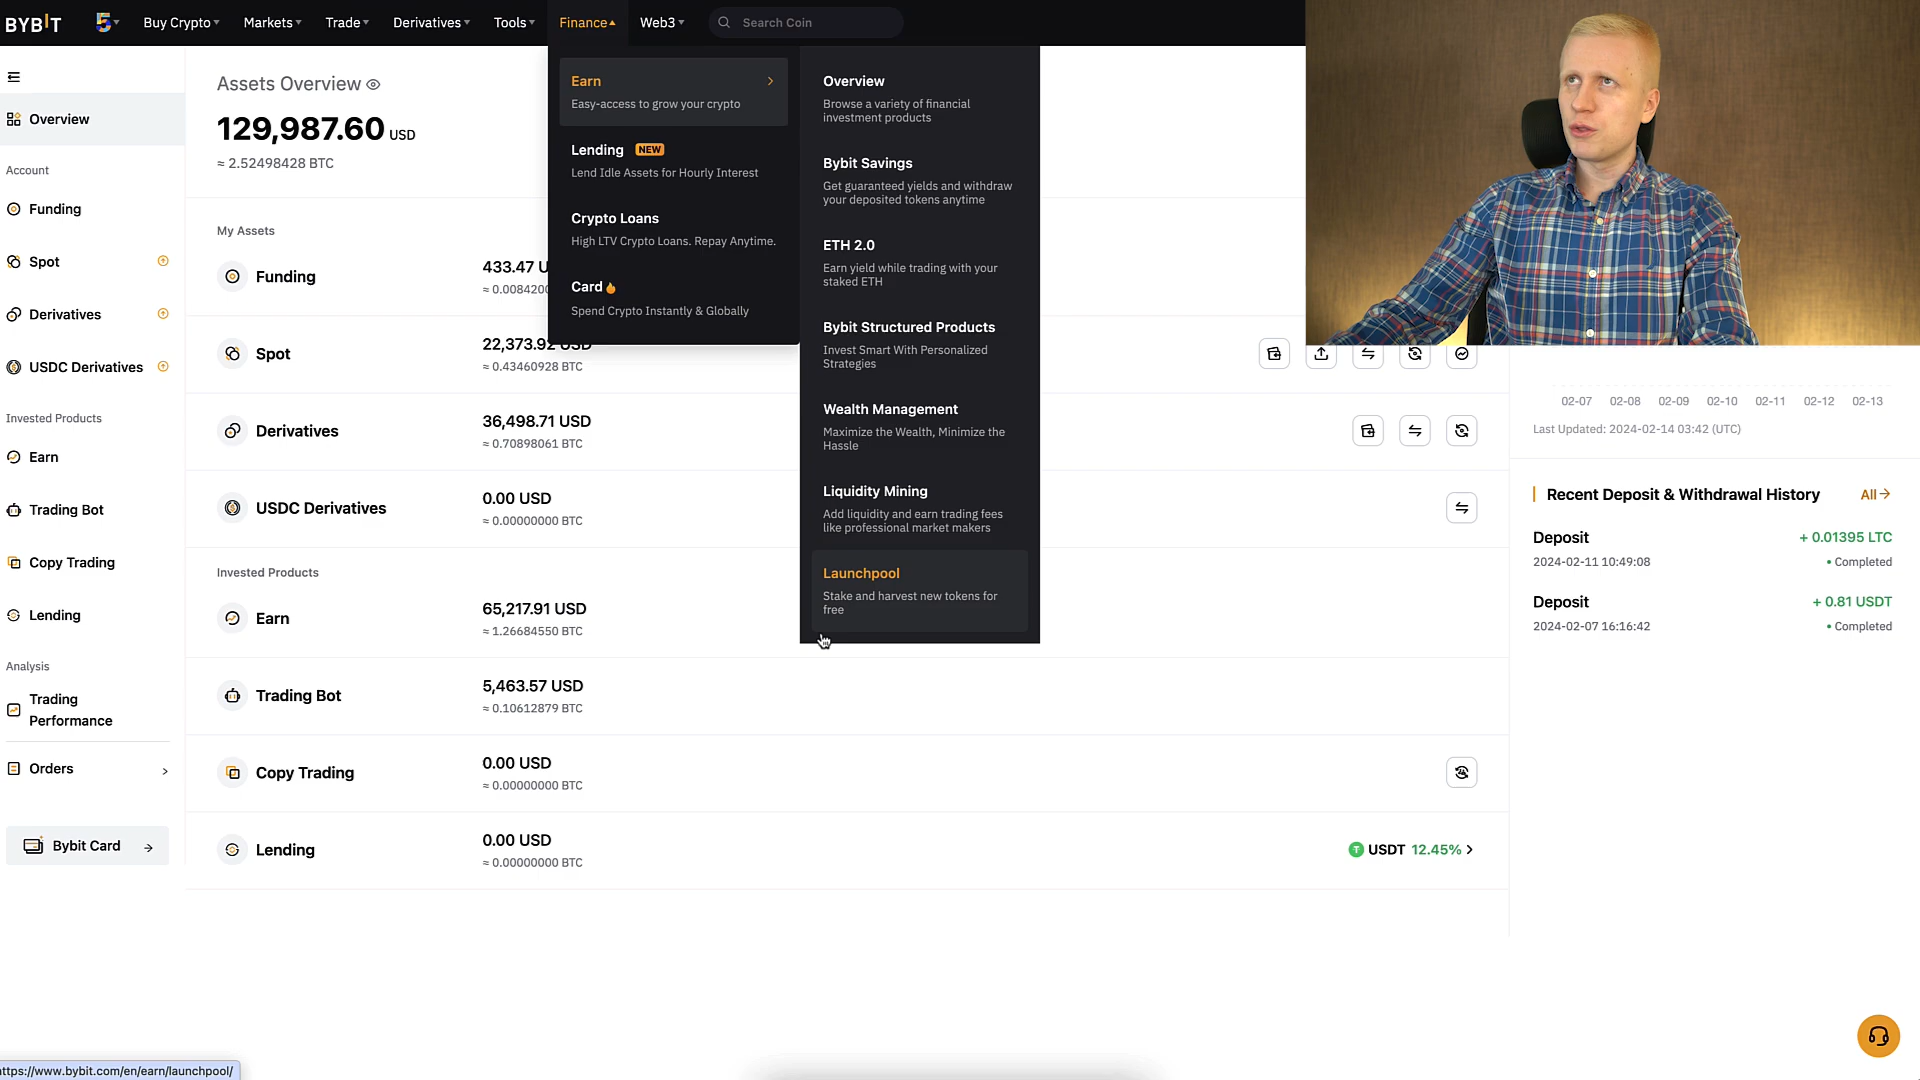 BYBIT
Buy Crypto
Markets
Trade
Derivatives
Tools
Finance
Web3
Search Coin
Overview
Account
Funding
Spot
Derivatives
USDC Derivatives
Invested Products
Earn
Trading Bot
Copy Trading
Lending
Analysis
Trading
Performance
Orders
Bybit Card
https://www.bybit.com/en/earn/launchpool/
Assets Overview
129,987.60 USD
≈ 2.52498428 BTC
My Assets
Funding
433.47 U
≈ 0.0084200
Spot
22,373.92 USD
≈ 0.43460928 BTC
Derivatives
36,498.71 USD
≈ 0.70898061 BTC
USDC Derivatives
0.00 USD
≈ 0.00000000 BTC
Invested Products
Earn
65,217.91 USD
≈ 1.26684550 BTC
Trading Bot
5,463.57 USD
≈ 0.10612879 BTC
Copy Trading
0.00 USD
≈ 0.00000000 BTC
Lending
0.00 USD
≈ 0.00000000 BTC
USDT 12.45%
Earn
Easy-access to grow your crypto
Lending NEW
Lend Idle Assets for Hourly Interest
Crypto Loans
High LTV Crypto Loans. Repay Anytime.
Card
Spend Crypto Instantly & Globally
Overview
Browse a variety of financial
investment products
Bybit Savings
Get guaranteed yields and withdraw
your deposited tokens anytime
ETH 2.0
Earn yield while trading with your
staked ETH
Bybit Structured Products
Invest Smart With Personalized
Strategies
Wealth Management
Maximize the Wealth, Minimize the
Hassle
Liquidity Mining
Add liquidity and earn trading fees
like professional market makers
Launchpool
Stake and harvest new tokens for
free
02-07 02-08 02-09 02-10 02-11 02-12 02-13
Last Updated: 2024-02-14 03:42 (UTC)
Recent Deposit & Withdrawal History
All
Deposit
+ 0.01395 LTC
2024-02-11 10:49:08
Completed
Deposit
+ 0.81 USDT
2024-02-07 16:16:42
Completed